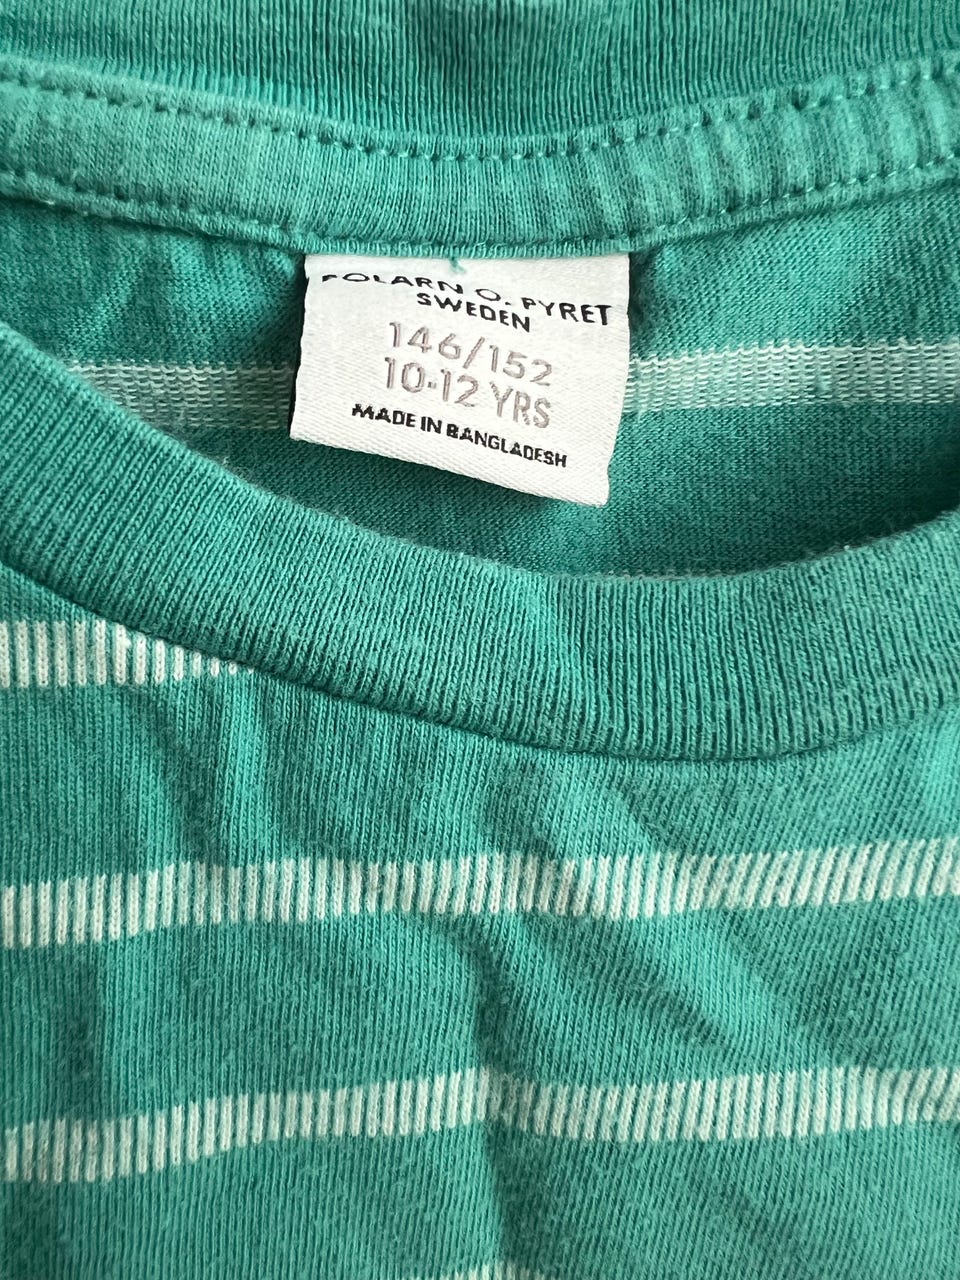 POLARN O. PYRET
SWEDEN
146/152
10-12 YRS
MADE IN BANGLADESH